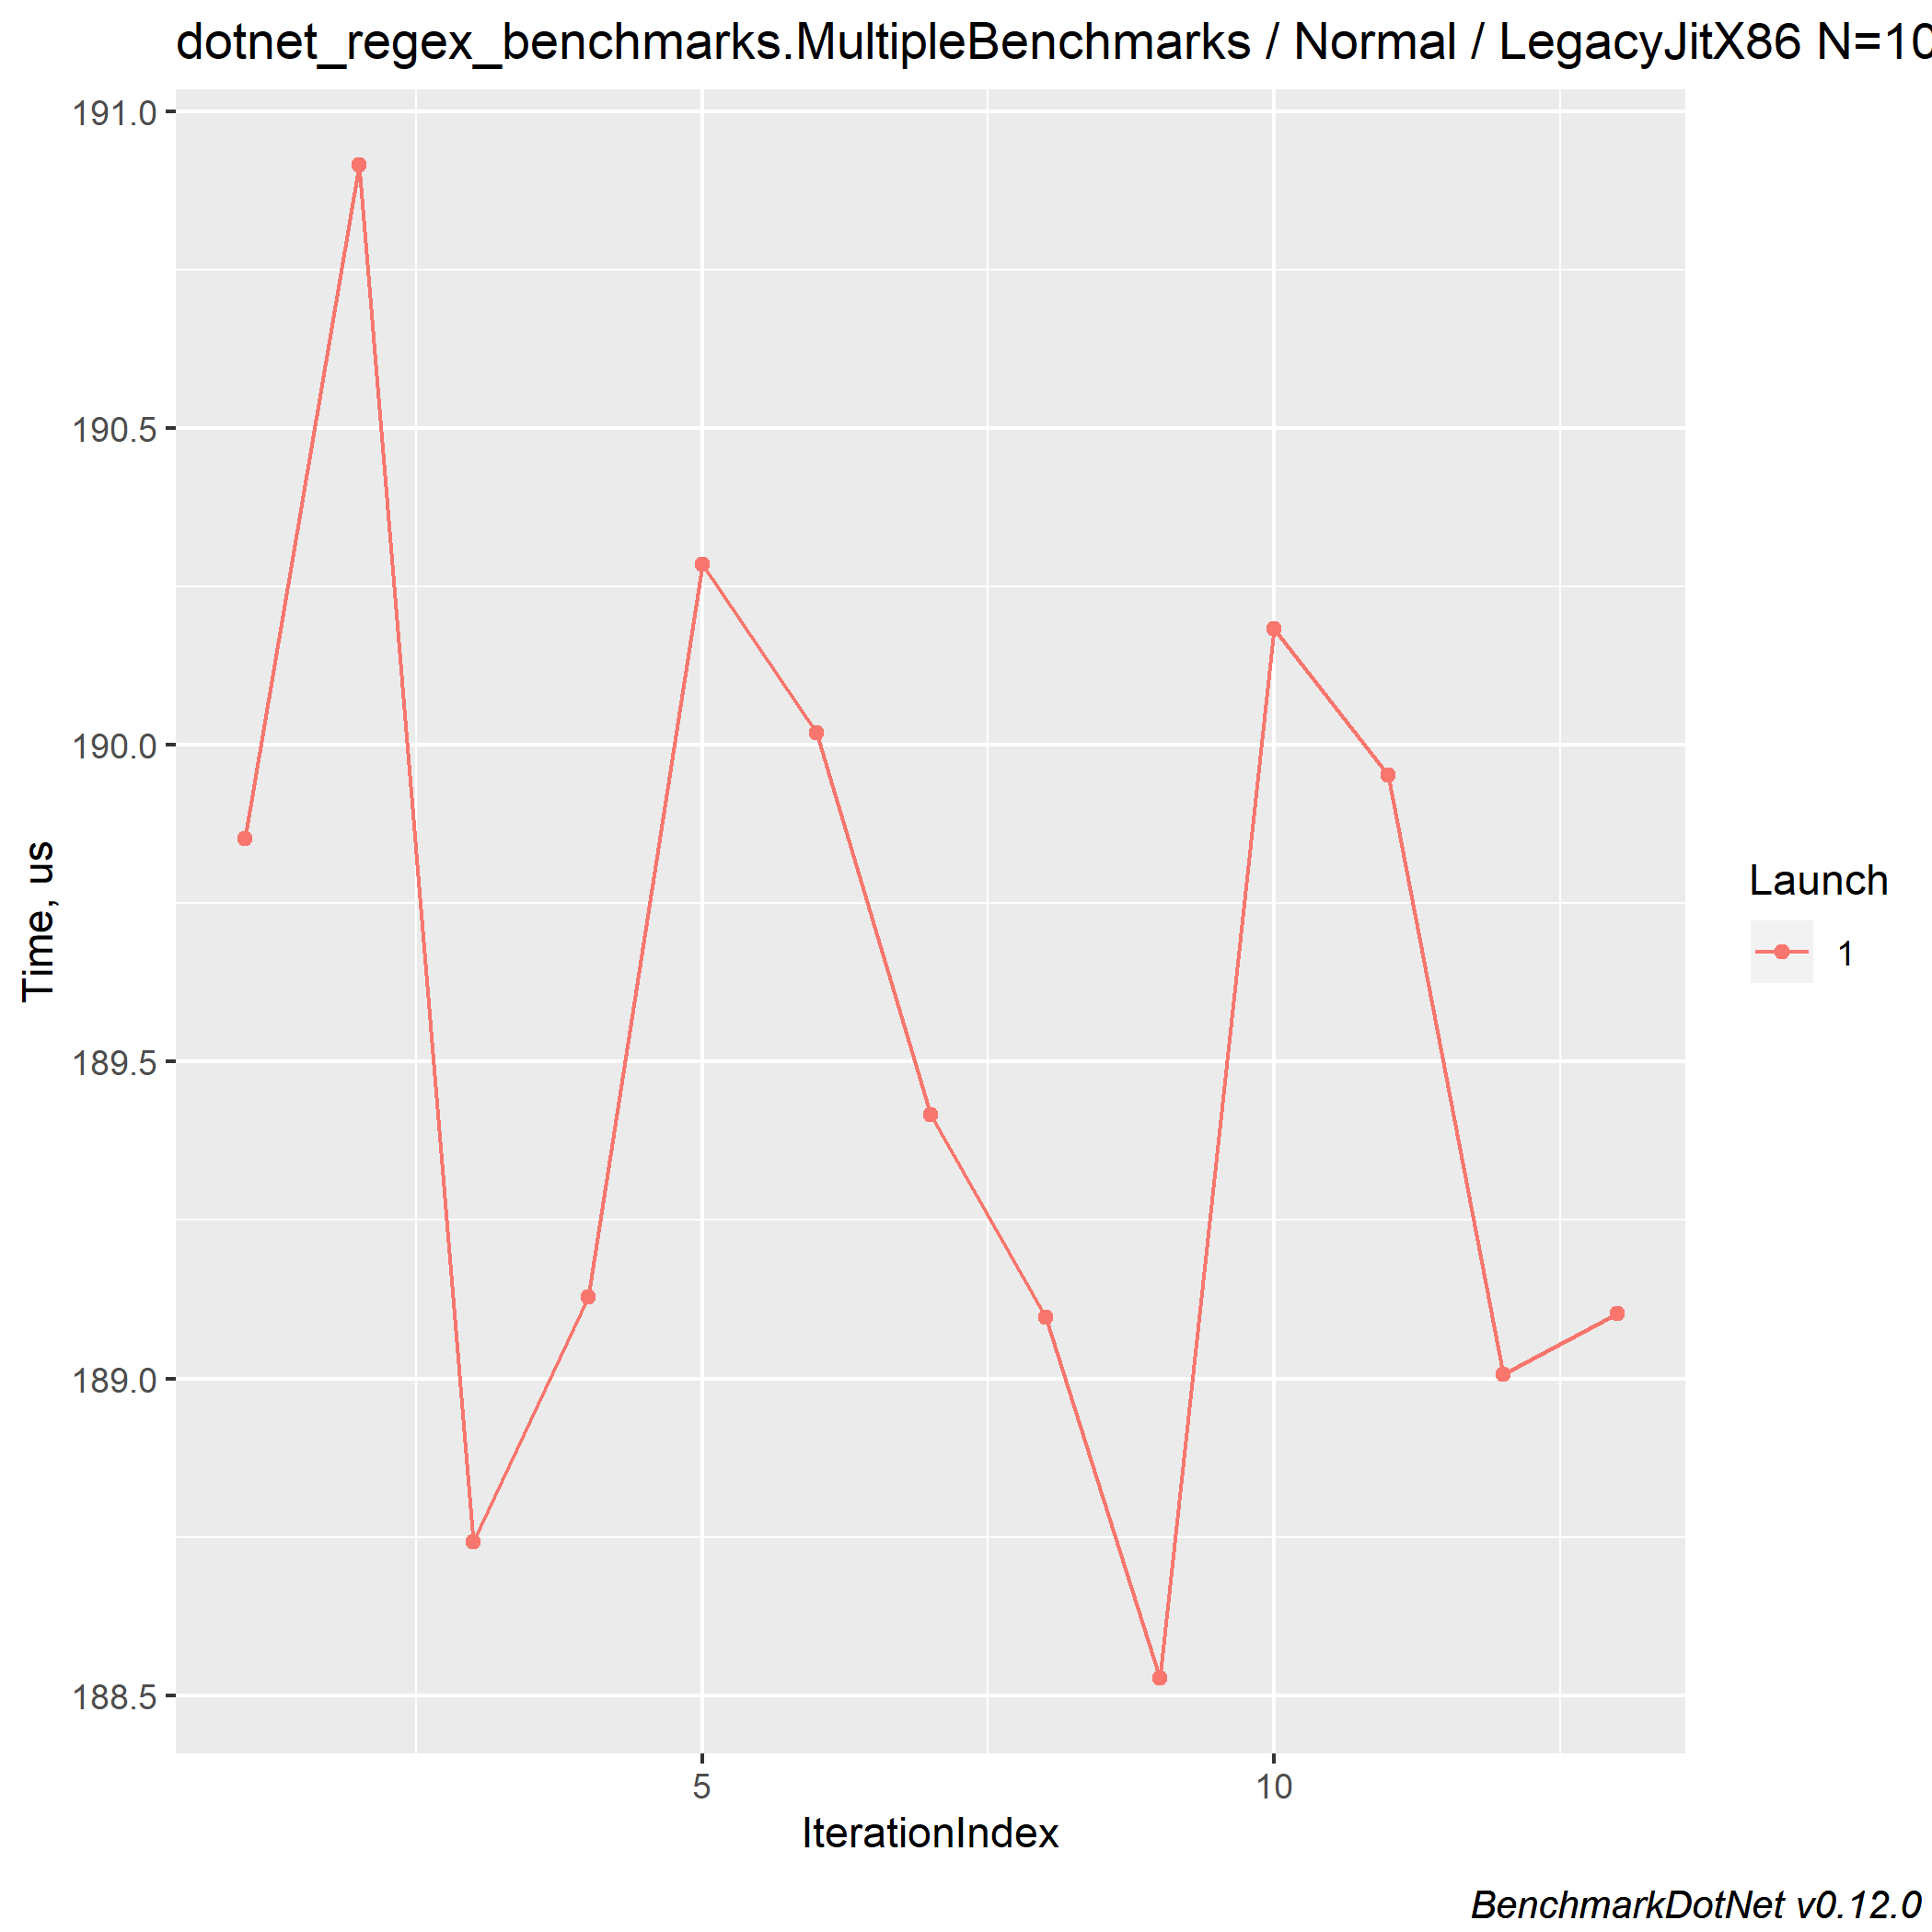 dotnet_regex_benchmarks.MultipleBenchmarks / Normal / LegacyJitX86 N=10
191.0
190.5
190.0
189.5
189.0
188.5
Time, us
5
10
IterationIndex
Launch
1
BenchmarkDotNet v0.12.0